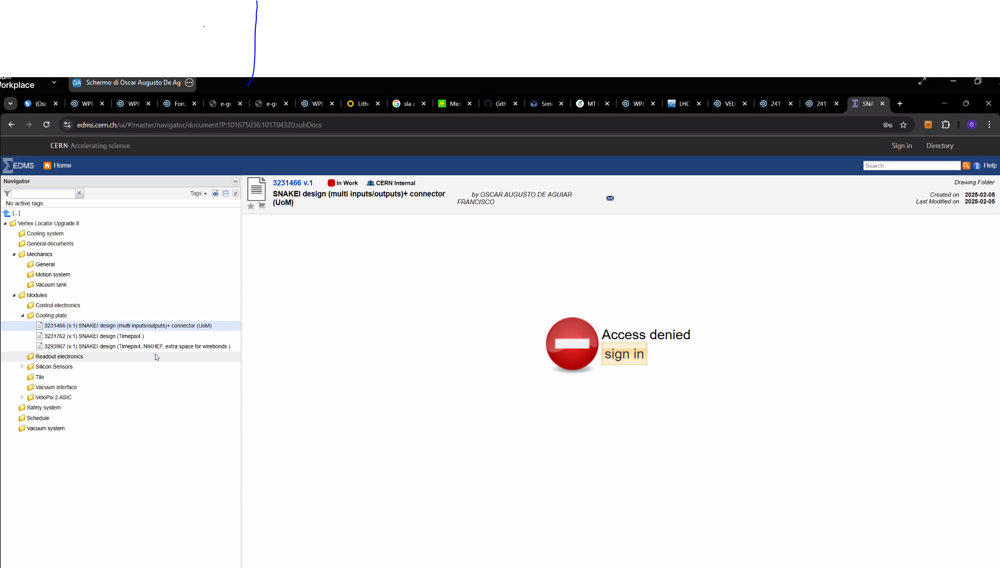 Workplace
OA Schermo di Oscar Augusto De Ag
(Osc WP8 WP8 Foru e-gr e-gr WP8 Lith sla a Micr GitH Simu MT WP8 LHC VELO 241 241 SNA
edms.cern.ch/ui/#!master/navigator/document?P:101675036:101704320:subDocs
O
CERN Accelerating science
Sign in Directory
EDMS Home
Search
Help
Navigator
Tags
No active tags.
[...]
Vertex Locator Upgrade II
Cooling system
General documents
Mechanics
General
Motion system
Vacuum tank
Modules
Control electronics
Cooling plate
3231466 (v.1) SNAKEI design (multi inputs/outputs)+ connector (UoM)
3231762 (v.1) SNAKEI design (Timepix4 )
3293967 (v.1) SNAKEI design (Timepix4, NIKHEF, extra space for wirebonds )
Readout electronics
Silicon Sensors
Tile
Vacuum interface
VeloPix 2 ASIC
Safety system
Schedule
Vacuum system
3231466 v.1 In Work CERN Internal
SNAKEI design (multi inputs/outputs)+ connector
(UoM)
by OSCAR AUGUSTO DE AGUIAR
FRANCISCO
Drawing Folder
Created on 2025-02-05
Last Modified on 2025-02-05
Access denied
sign in